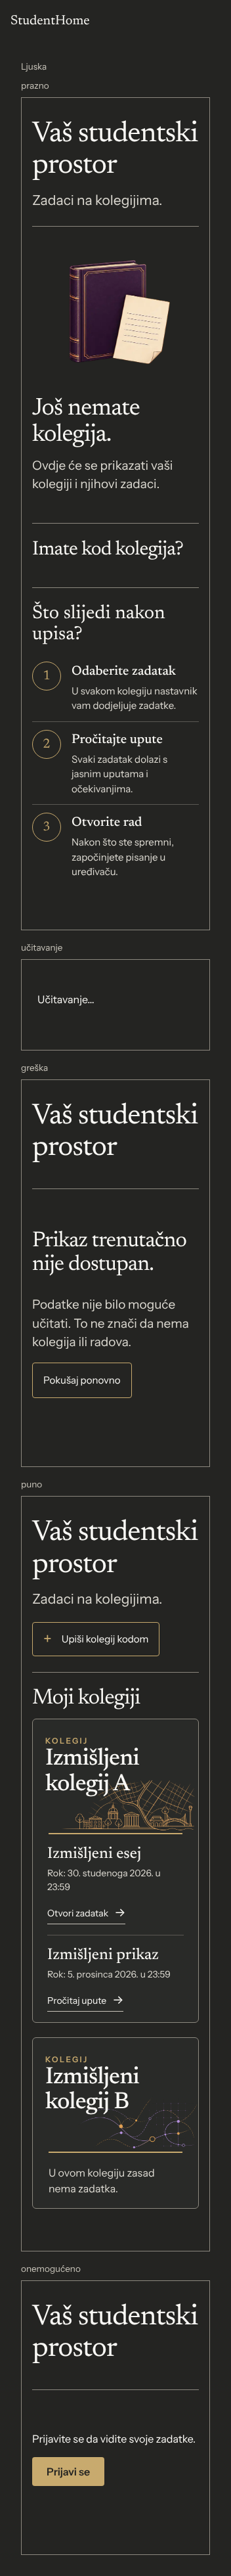 StudentHome
Ljuska
prazno
Vaš studentski
prostor
Zadaci na kolegijima.
Još nemate
kolegija.
Ovdje će se prikazati vaši
kolegiji i njihovi zadaci.
Imate kod kolegija?
Što slijedi nakon
upisa?
1
Odaberite zadatak
U svakom kolegiju nastavnik
vam dodjeljuje zadatke.
2
Pročitajte upute
Svaki zadatak dolazi s
jasnim uputama i
očekivanjima.
3
Otvorite rad
Nakon što ste spremni,
započinjete pisanje u
uređivaču.
učitavanje
Učitavanje…
greška
Vaš studentski
prostor
Prikaz trenutačno
nije dostupan.
Podatke nije bilo moguće
učitati. To ne znači da nema
kolegija ili radova.
Pokušaj ponovno
puno
Vaš studentski
prostor
Zadaci na kolegijima.
+ Upiši kolegij kodom
Moji kolegiji
KOLEGIJ
Izmišljeni
kolegij A
Izmišljeni esej
Rok: 30. studenoga 2026. u
23:59
Otvori zadatak →
Izmišljeni prikaz
Rok: 5. prosinca 2026. u 23:59
Pročitaj upute →
KOLEGIJ
Izmišljeni
kolegij B
U ovom kolegiju zasad
nema zadatka.
onemogućeno
Vaš studentski
prostor
Prijavite se da vidite svoje zadatke.
Prijavi se